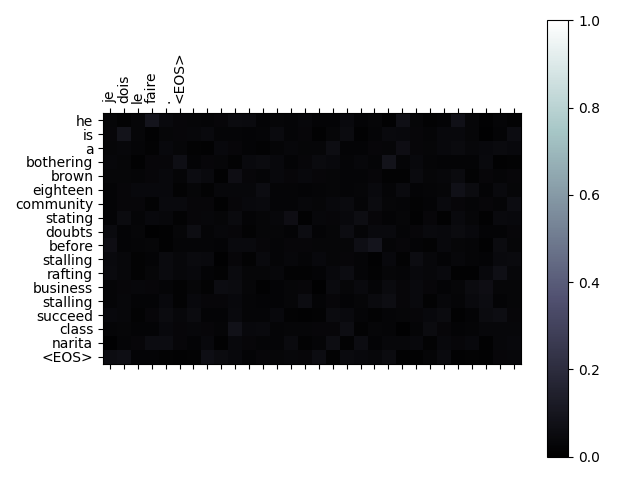 je dois le faire . <EOS>
he
is
a
bothering
brown
eighteen
community
stating
doubts
before
stalling
rafting
business
stalling
succeed
class
narita
<EOS>
1.0
0.8
0.6
0.4
0.2
0.0